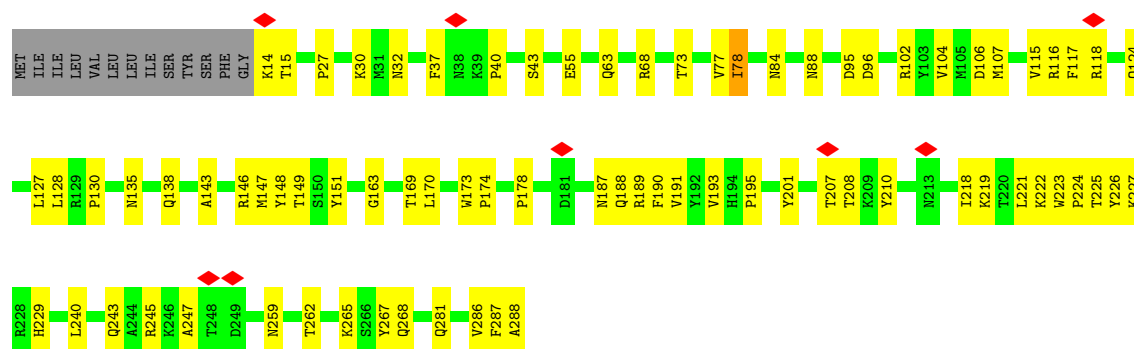 MET ILE ILE LEU VAL LEU LEU ILE SER TYR SER PHE GLY K14 T15 P27 K30 M31 N32 F37 N38 K39 P40 S43 E55 Q63 R68 T73 V77 I78 N84 N88 D95 D96 R102 Y103 V104 M105 D106 M107 V115 R116 F117 R118
L127 L128 R129 P130 N135 Q138 A143 R146 M147 Y148 T149 S150 Y151 G163 T169 L170 W173 P174 P178 D181 N187 Q188 R189 F190 V191 Y192 V193 H194 P195 Y201 T207 T208 K209 Y210 N213 I218 K219 T220 L221 K222 W223 P224 T225 Y226 K227
R228 H229 L240 Q243 A244 R245 K246 A247 T248 D249 N259 T262 K265 S266 Y267 Q268 Q281 V286 F287 A288